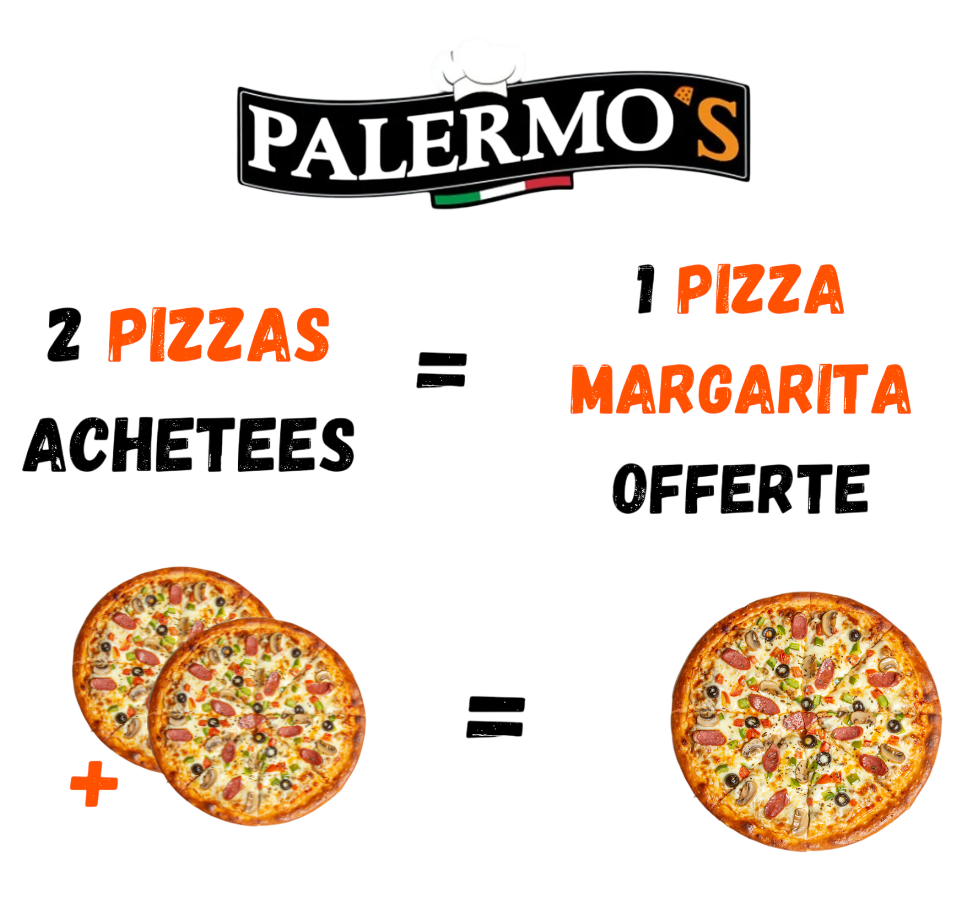 PALERMO'S
2 PIZZAS
ACHETEES
=
1 PIZZA
MARGARITA
OFFERTE
+
=